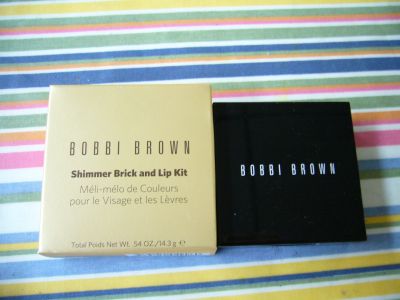 BOBBI BROWN
Shimmer Brick and Lip Kit
Méli-mélo de Couleurs
pour le Visage et les Lèvres
Total Poids Net Wt. .54 OZ./14.3 g ℮
BOBBI BROWN